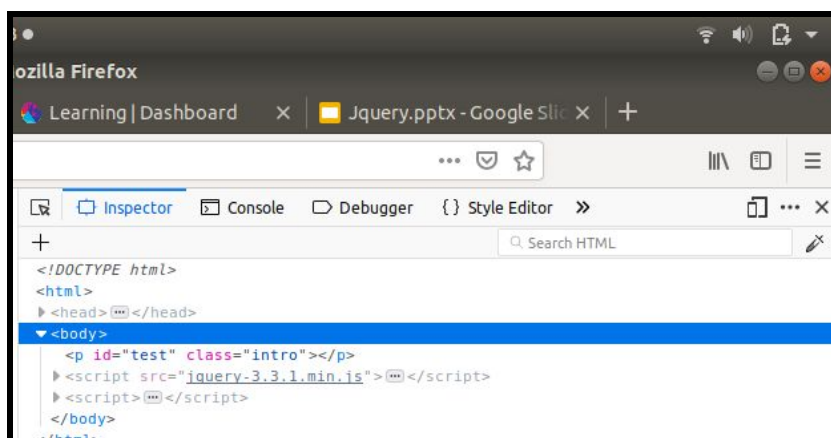 ozilla Firefox
Learning | Dashboard
Jquery.pptx - Google Slid
Inspector Console Debugger {} Style Editor »
+ Search HTML
<!DOCTYPE html>
<html>
<head> ••• </head>
<body>
<p id="test" class="intro"></p>
<script src="jquery-3.3.1.min.js"> ••• </script>
<script> ••• </script>
</body>
</html>